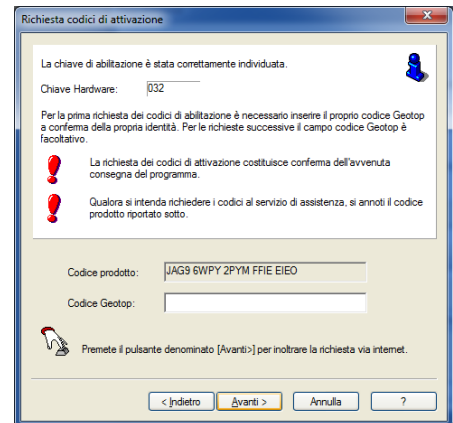 Richiesta codici di attivazione
La chiave di abilitazione è stata correttamente individuata.
Chiave Hardware: 032
Per la prima richiesta dei codici di abilitazione è necessario inserire il proprio codice Geotop
a conferma della propria identità. Per le richieste successive il campo codice Geotop è
facoltativo.
La richiesta dei codici di attivazione costituisce conferma dell'avvenuta
consegna del programma.
Qualora si intenda richiedere i codici al servizio di assistenza, si annoti il codice
prodotto riportato sotto.
Codice prodotto: JAG9 6WPY 2PYM FFIE EIEO
Codice Geotop:
Premete il pulsante denominato [Avanti>] per inoltrare la richiesta via internet.
< Indietro Avanti > Annulla ?